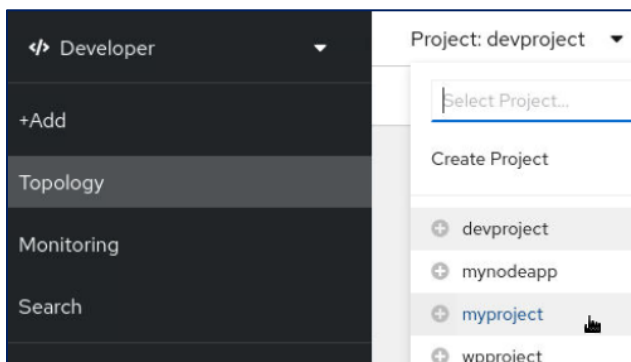 </> Developer
+Add
Topology
Monitoring
Search
Project: devproject
Select Project...
Create Project
devproject
mynodeapp
myproject
wpproject